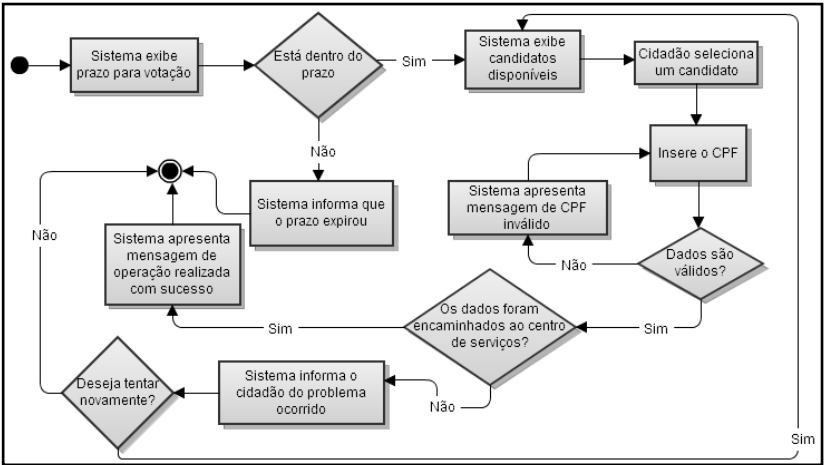 Sistema exibe
prazo para votação
Está dentro do
prazo
Sim
Sistema exibe
candidatos
disponíveis
Cidadão seleciona
um candidato
Não
Insere o CPF
Sistema informa que
o prazo expirou
Sistema apresenta
mensagem de CPF
inválido
Não
Dados são
válidos?
Não
Sistema apresenta
mensagem de
operação realizada
com sucesso
Sim
Os dados foram
encaminhados ao centro
de serviços?
Sim
Deseja tentar
novamente?
Sistema informa o
cidadão do problema
ocorrido
Não
Sim